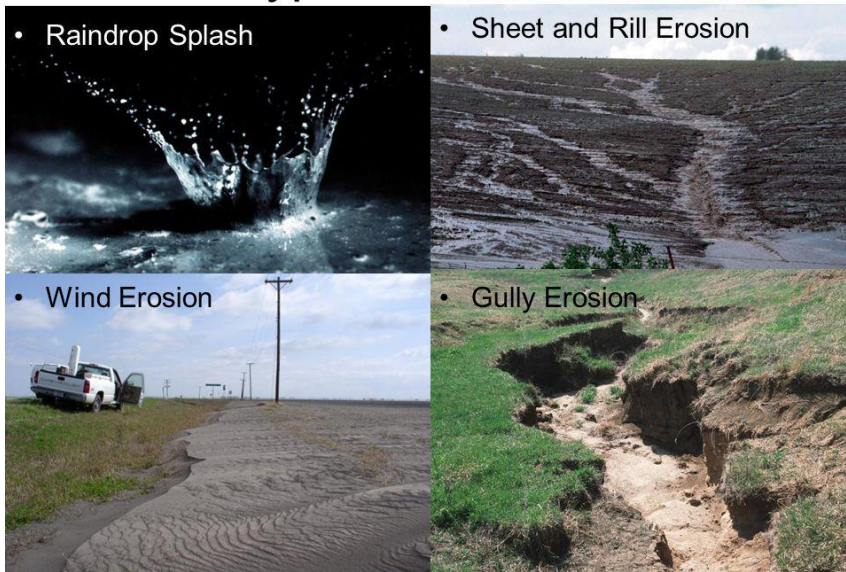 • Raindrop Splash
• Sheet and Rill Erosion
• Wind Erosion
• Gully Erosion